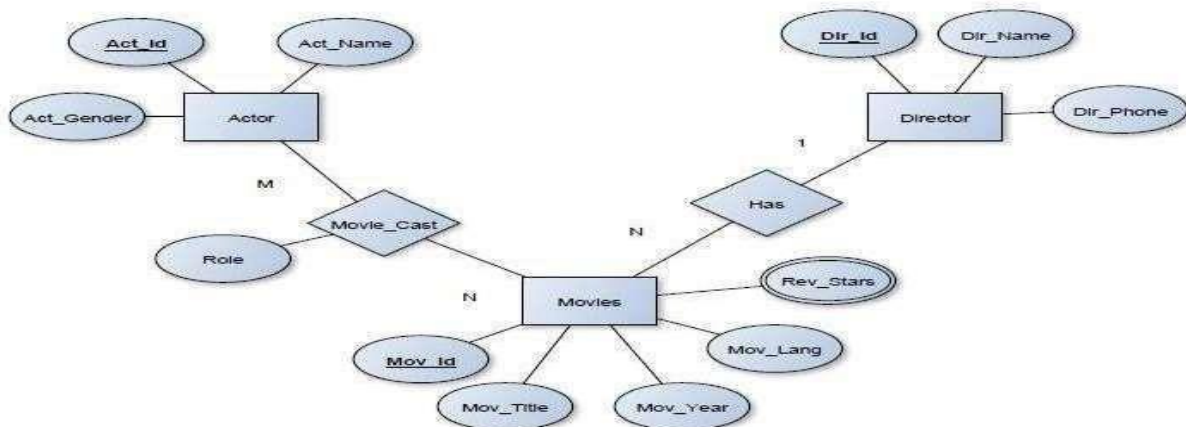 Act_Id
Act_Name
Dir_Id
Dir_Name
Act_Gender
Actor
Director
Dir_Phone
1
M
Has
Movie_Cast
N
Role
Rev_Stars
N
Movies
Mov_Id
Mov_Lang
Mov_Title
Mov_Year